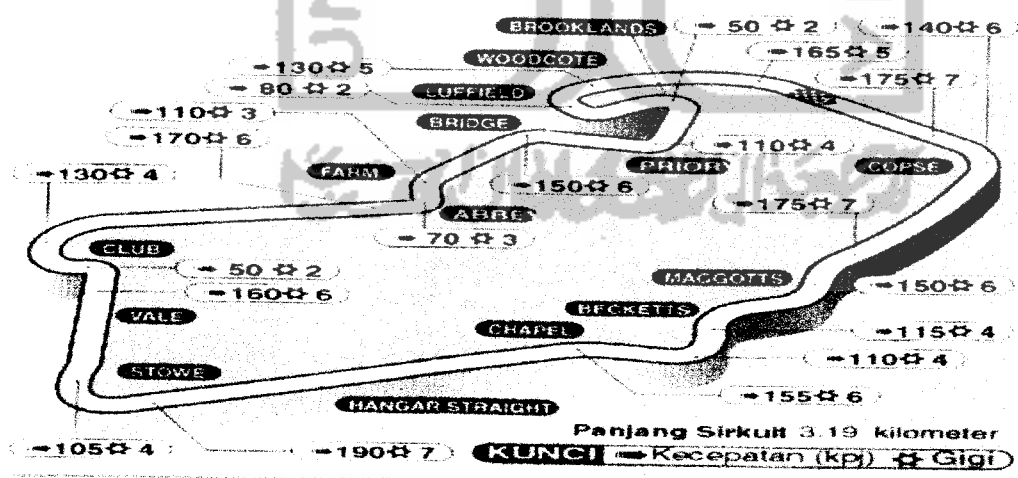 BROOKLANDS
50 2
140 6
165 5
WOODCOTE
130 5
175 7
80 2
LUFFIELD
110 3
BRIDGE
170 6
110 4
PRIORY
COPSE
FARM
130 4
150 6
175 7
ABBEY
70 3
CLUB
50 2
MAGGOTTS
150 6
160 6
BECKETTS
VALE
CHAPEL
115 4
110 4
STOWE
155 6
HANGAR STRAIGHT
Panjang Sirkuit 3.19 kilometer
105 4
190 7
KUNCI Kecepatan (kpj) Gigi